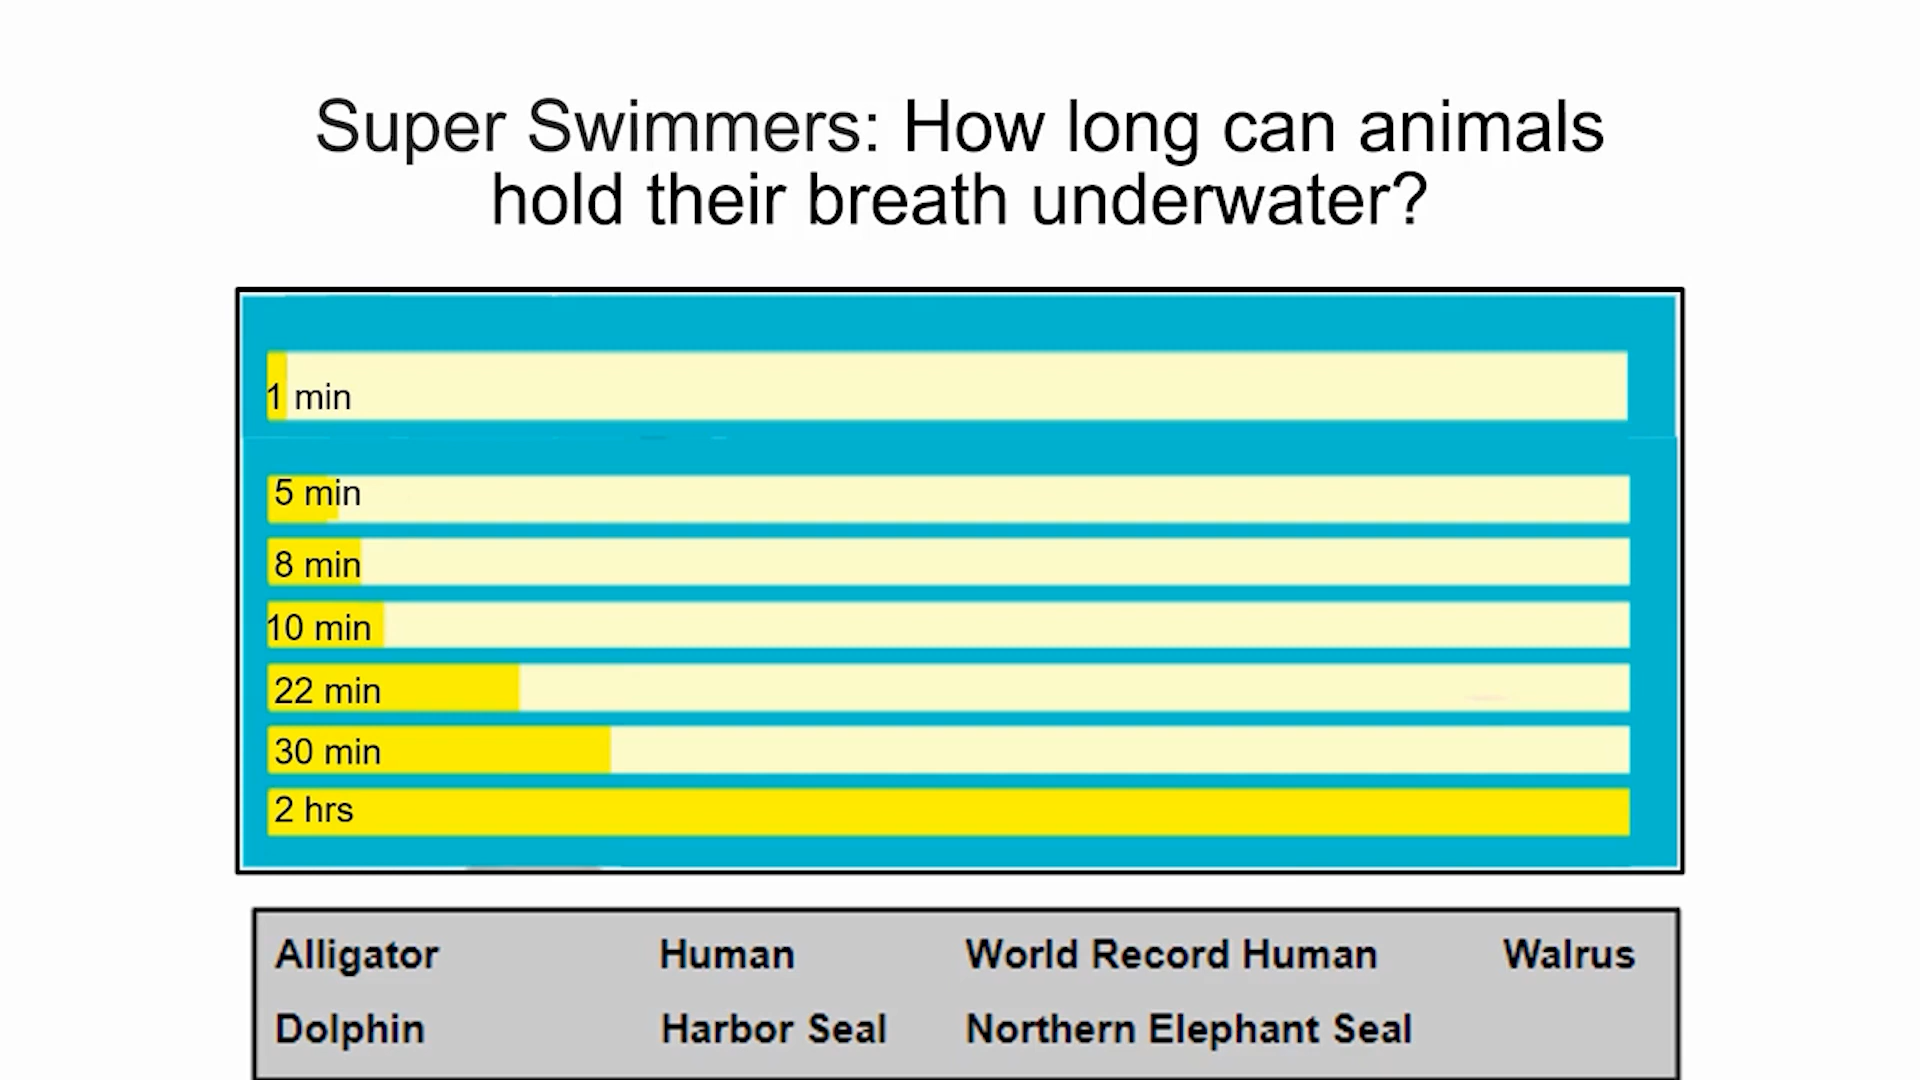 Super Swimmers: How long can animals
hold their breath underwater?
1 min
5 min
8 min
10 min
22 min
30 min
2 hrs
Alligator Human World Record Human Walrus
Dolphin Harbor Seal Northern Elephant Seal